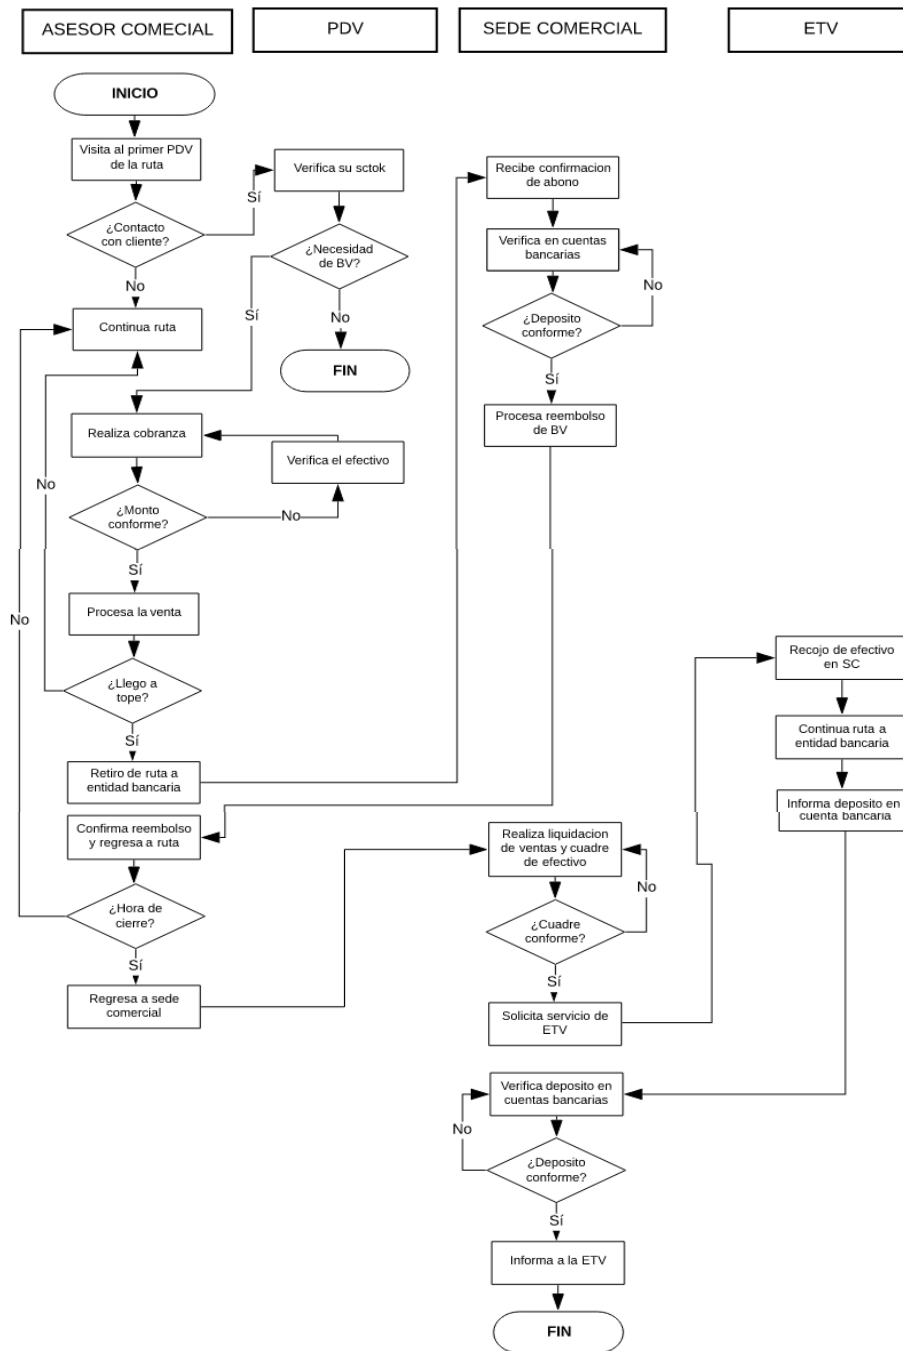 ASESOR COMECIAL
PDV
SEDE COMERCIAL
ETV
INICIO
Visita al primer PDV
de la ruta
¿Contacto
con cliente?
Sí
No
Continua ruta
Verifica su sctok
¿Necesidad
de BV?
Sí
No
FIN
Realiza cobranza
Verifica el efectivo
¿Monto
conforme?
No
Sí
Procesa la venta
¿Llego a
tope?
No
Sí
Retiro de ruta a
entidad bancaria
Recibe confirmacion
de abono
Verifica en cuentas
bancarias
No
¿Deposito
conforme?
Sí
Procesa reembolso
de BV
Confirma reembolso
y regresa a ruta
¿Hora de
cierre?
No
Sí
Regresa a sede
comercial
Realiza liquidacion
de ventas y cuadre
de efectivo
No
¿Cuadre
conforme?
Sí
Solicita servicio de
ETV
Recojo de efectivo
en SC
Continua ruta a
entidad bancaria
Informa deposito en
cuenta bancaria
Verifica deposito en
cuentas bancarias
No
¿Deposito
conforme?
Sí
Informa a la ETV
FIN